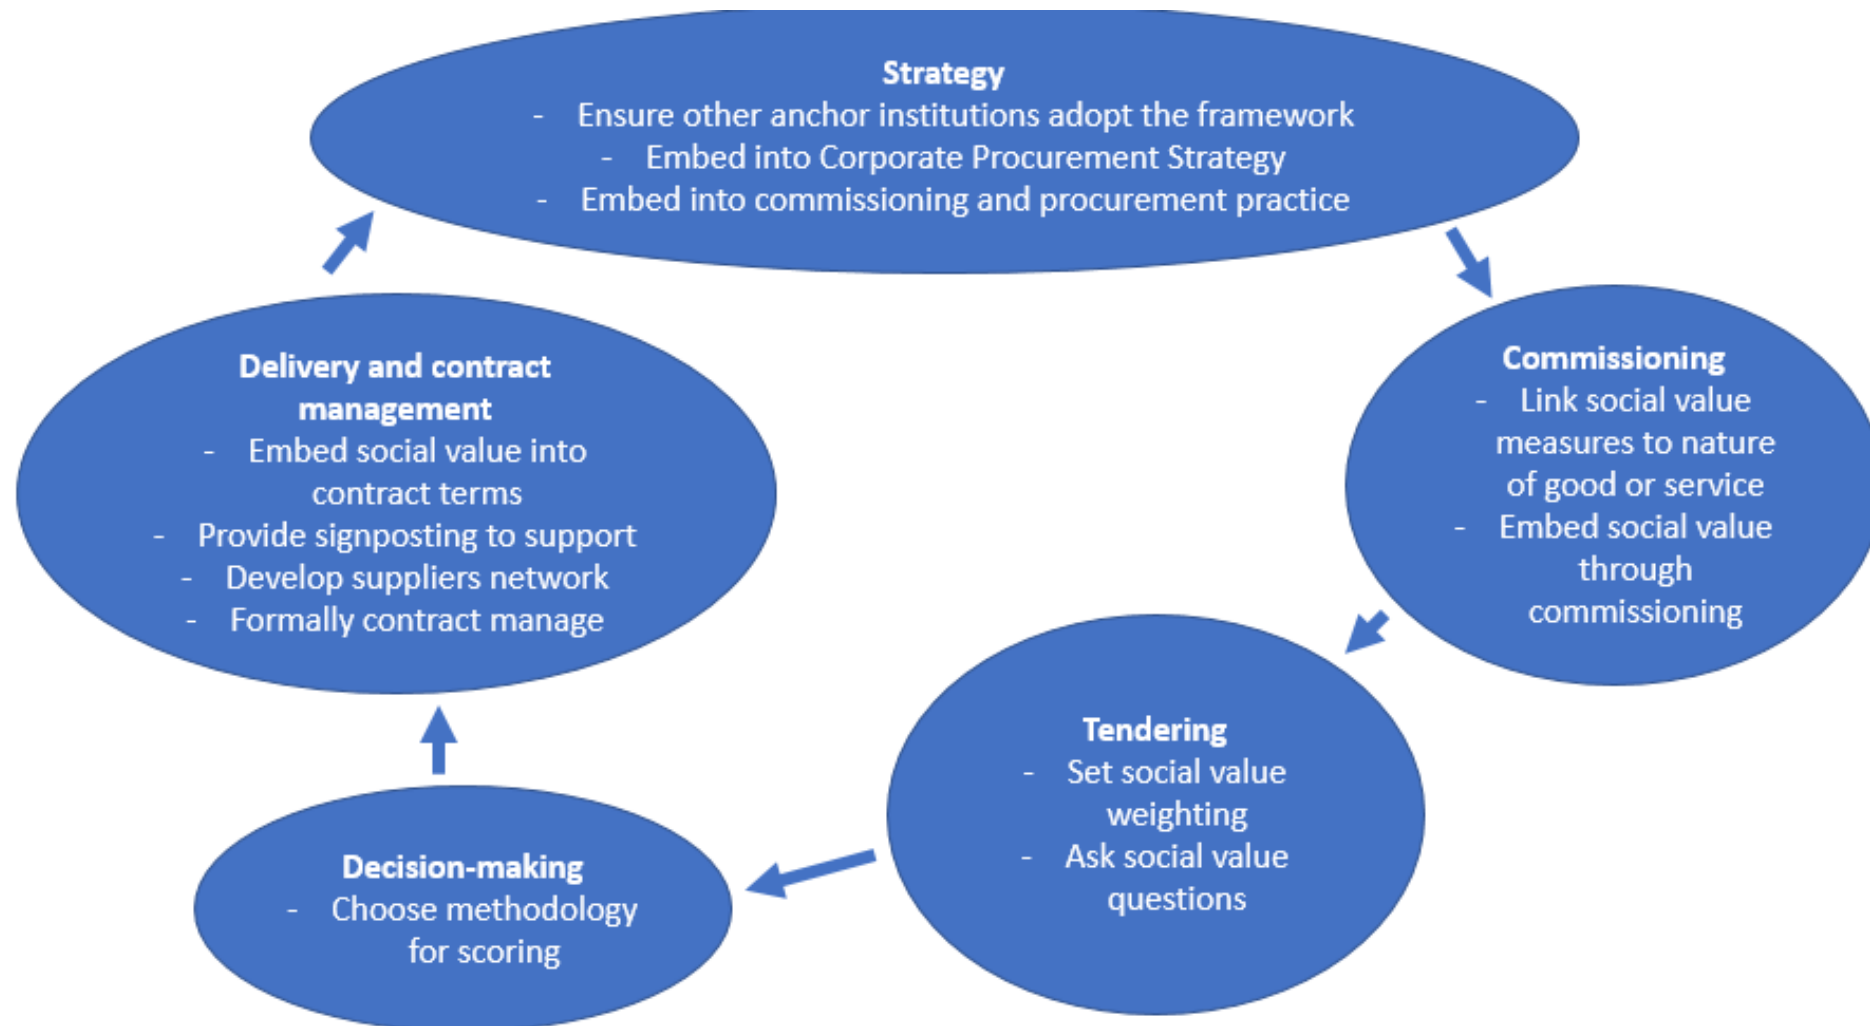 Strategy
- Ensure other anchor institutions adopt the framework
- Embed into Corporate Procurement Strategy
- Embed into commissioning and procurement practice
Commissioning
- Link social value
measures to nature
of good or service
- Embed social value
through
commissioning
Tendering
- Set social value
weighting
- Ask social value
questions
Decision-making
- Choose methodology
for scoring
Delivery and contract
management
- Embed social value into
contract terms
- Provide signposting to support
- Develop suppliers network
- Formally contract manage